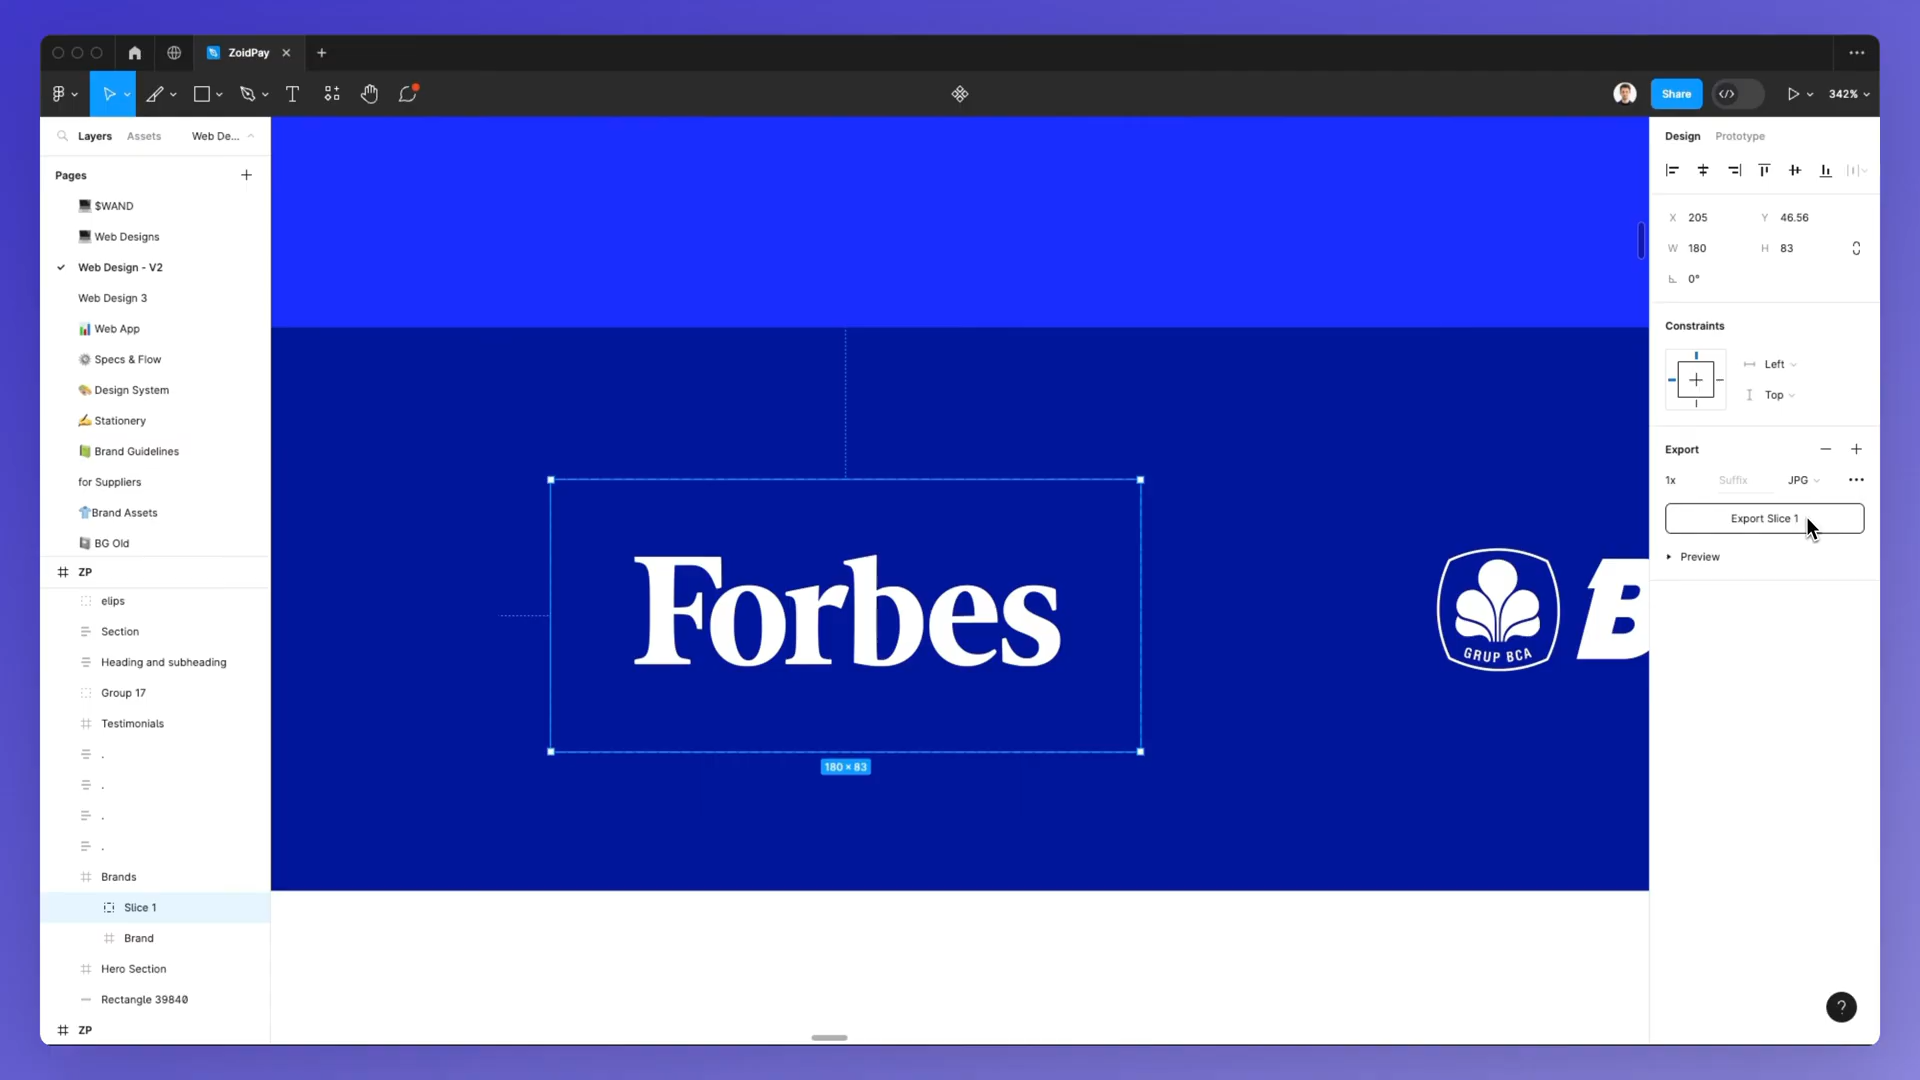 ZoidPay
Share
342%
Layers
Assets
Web De...
Pages
$WAND
Web Designs
Web Design - V2
Web Design 3
Web App
Specs & Flow
Design System
Stationery
Brand Guidelines
for Suppliers
Brand Assets
BG Old
ZP
elips
Section
Heading and subheading
Group 17
Testimonials
.
.
.
.
Brands
Slice 1
Brand
Hero Section
Rectangle 39840
ZP
Forbes
180 × 83
GRUP BCA
B
Design
Prototype
X 205 Y 46.56
W 180 H 83
0°
Constraints
Left
Top
Export
1x Suffix JPG
Export Slice 1
Preview
?